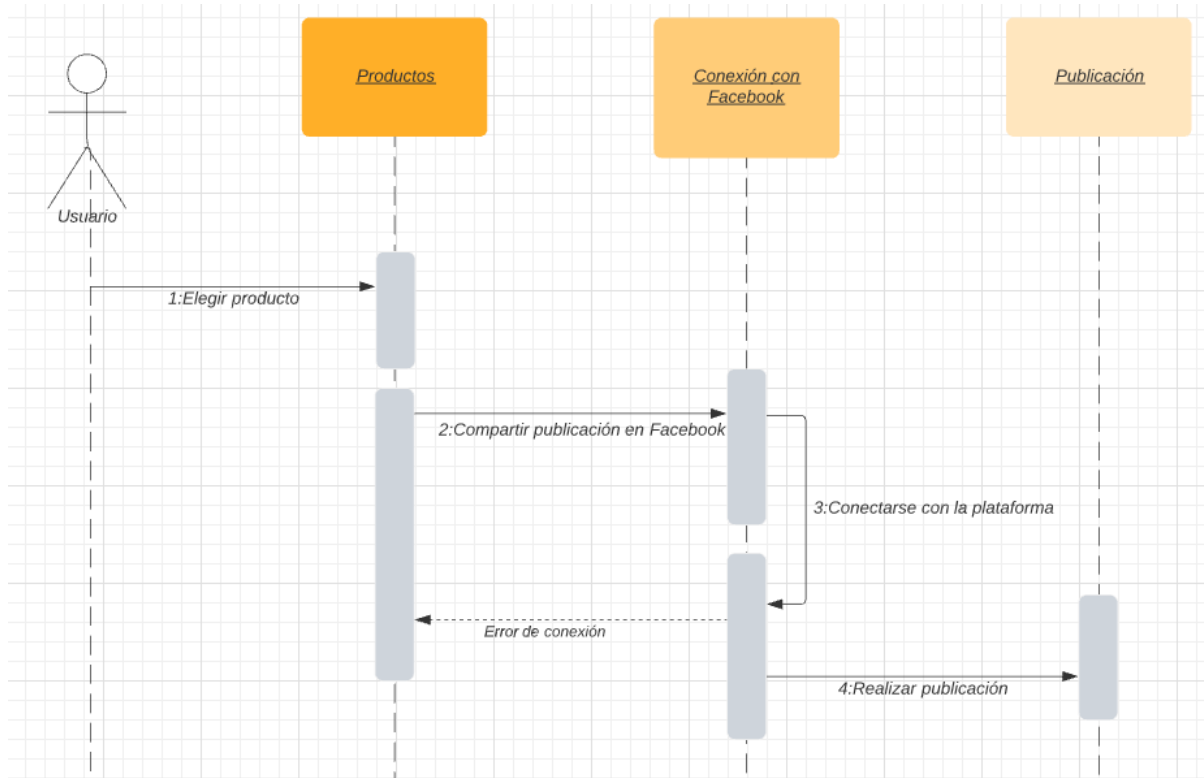 Productos
Conexión con
Facebook
Publicación
Usuario
1:Elegir producto
2:Compartir publicación en Facebook
3:Conectarse con la plataforma
Error de conexión
4:Realizar publicación